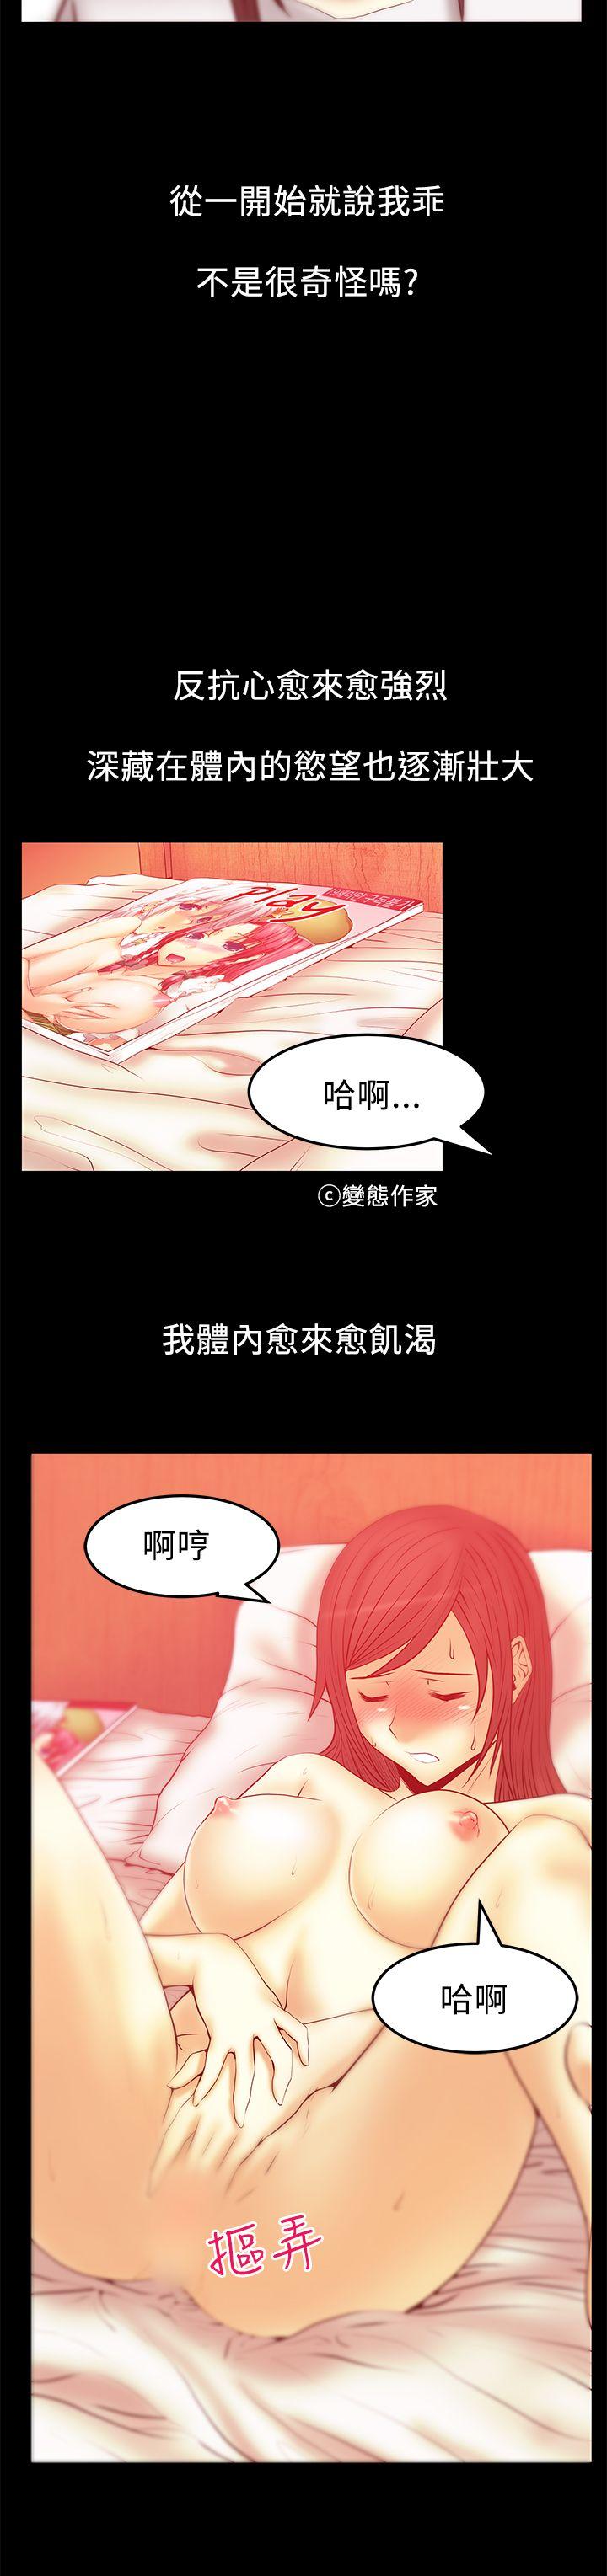 從一開始就說我乖
不是很奇怪嗎?
反抗心愈來愈強烈
深藏在體內的慾望也逐漸壯大
Play
哈啊...
ⓒ變態作家
我體內愈來愈飢渴
啊哼
哈啊
摳弄